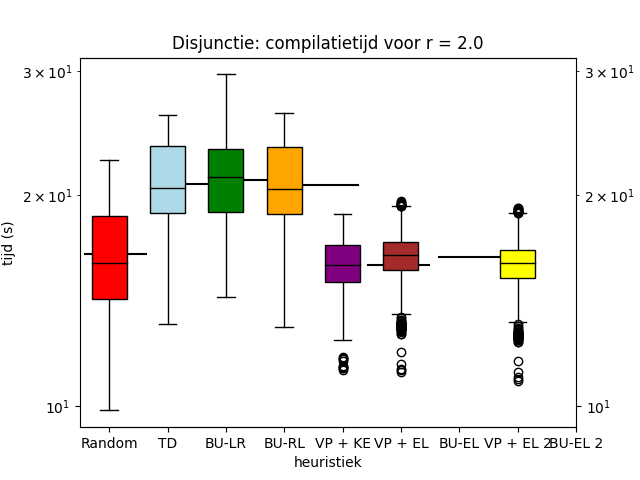 Disjunctie: compilatietijd voor r = 2.0
3 × 10¹
3 × 10¹
2 × 10¹
2 × 10¹
tijd (s)
10¹
10¹
Random TD BU-LR BU-RL VP + KE VP + EL BU-EL VP + EL 2 BU-EL 2
heuristiek